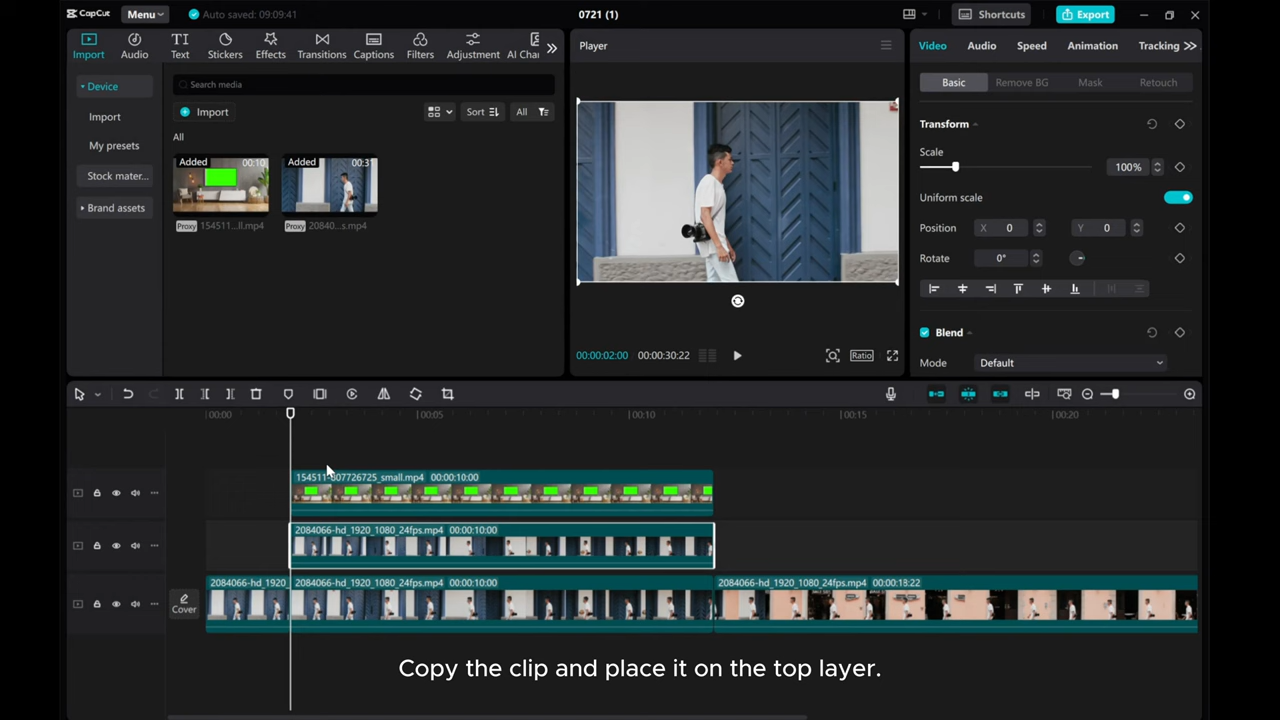 CapCut
Menu
Auto saved: 09:09:41
0721 (1)
Shortcuts
Export
Import
Audio
Text
Stickers
Effects
Transitions
Captions
Filters
Adjustment
AI Char
Device
Import
My presets
Stock mater...
Brand assets
Search media
Import
Sort
All
All
Added
00:10
Proxy
154511...ll.mp4
Added
00:31
Proxy
20840...s.mp4
Player
00:00:02:00
00:00:30:22
Ratio
Video
Audio
Speed
Animation
Tracking
Basic
Remove BG
Mask
Retouch
Transform
Scale
100%
Uniform scale
Position
X 0
Y 0
Rotate
0°
Blend
Mode
Default
00:00
00:05
00:10
00:15
00:20
154511-807726725_small.mp4 00:00:10:00
2084066-hd_1920_1080_24fps.mp4 00:00:10:00
Cover
2084066-hd_1920_
2084066-hd_1920_1080_24fps.mp4 00:00:10:00
2084066-hd_1920_1080_24fps.mp4 00:00:18:22
Copy the clip and place it on the top layer.